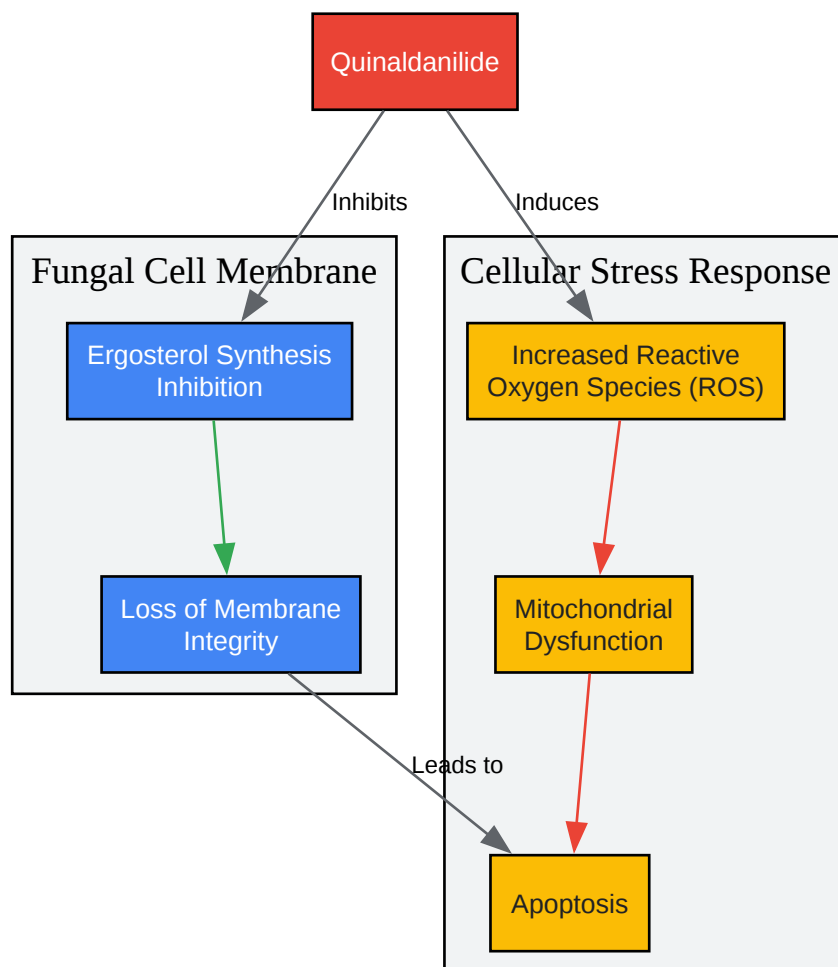 Quinaldanilide
Inhibits
Induces
Fungal Cell Membrane
Cellular Stress Response
Ergosterol Synthesis
Inhibition
Increased Reactive
Oxygen Species (ROS)
Loss of Membrane
Integrity
Mitochondrial
Dysfunction
Leads to
Apoptosis